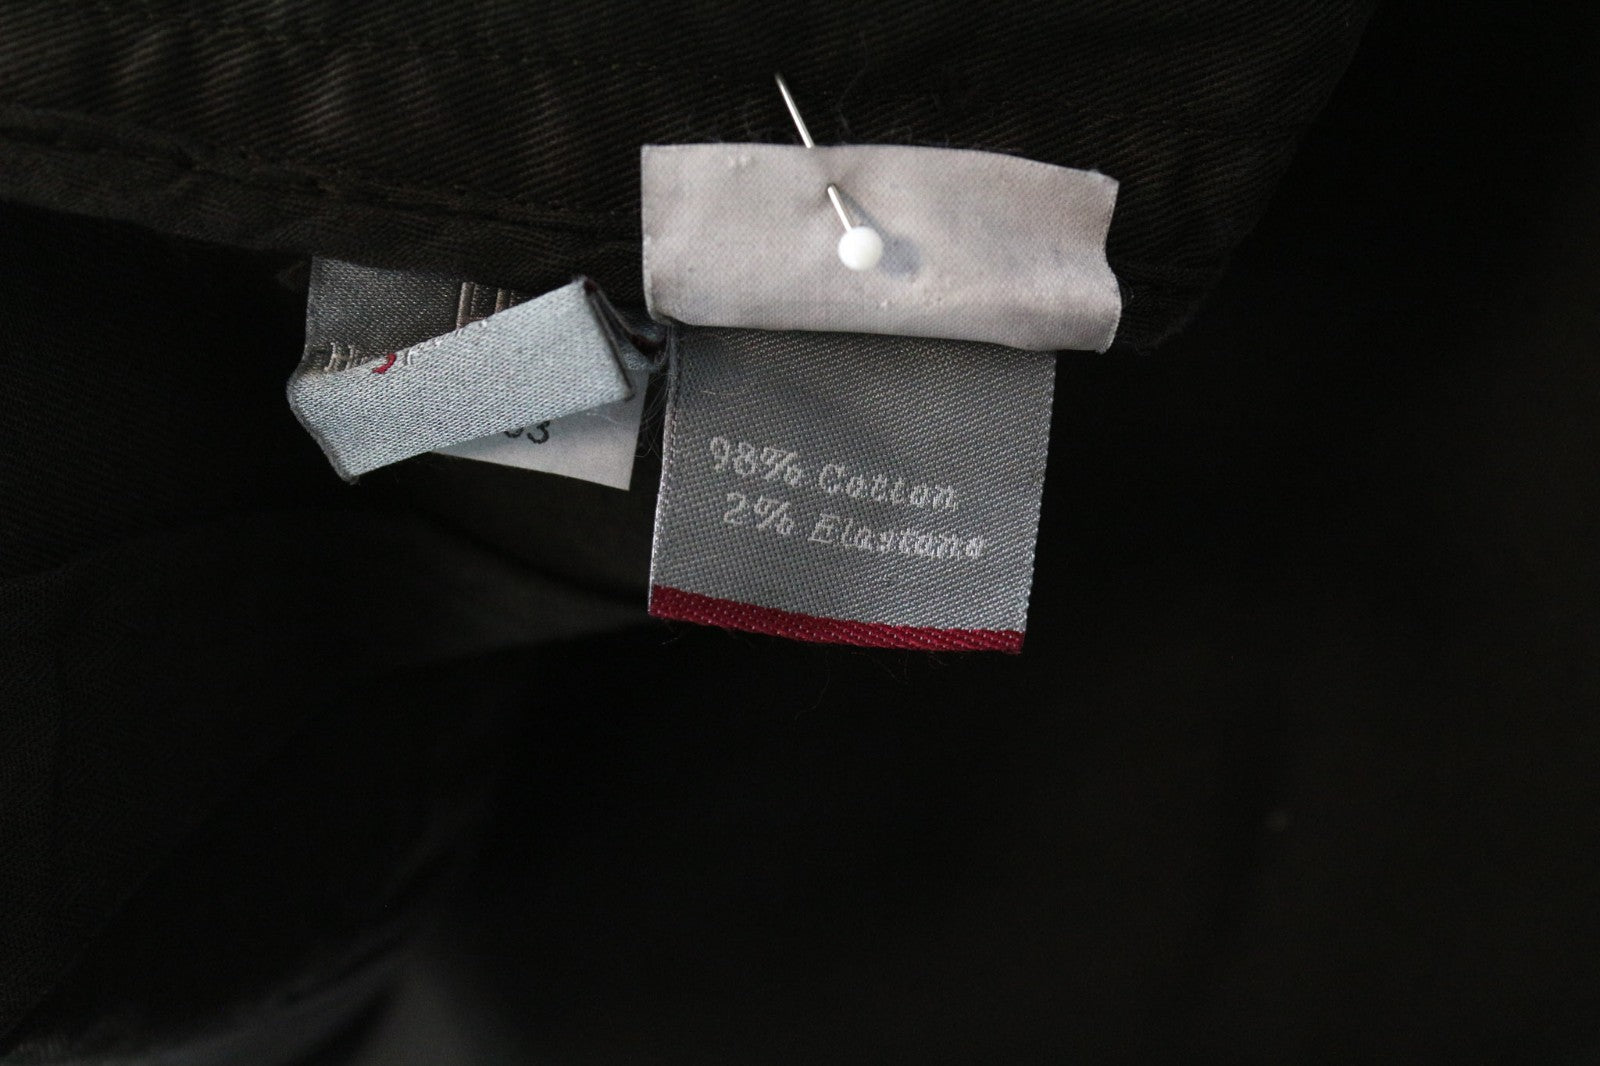 98% Cotton
2% Elastane